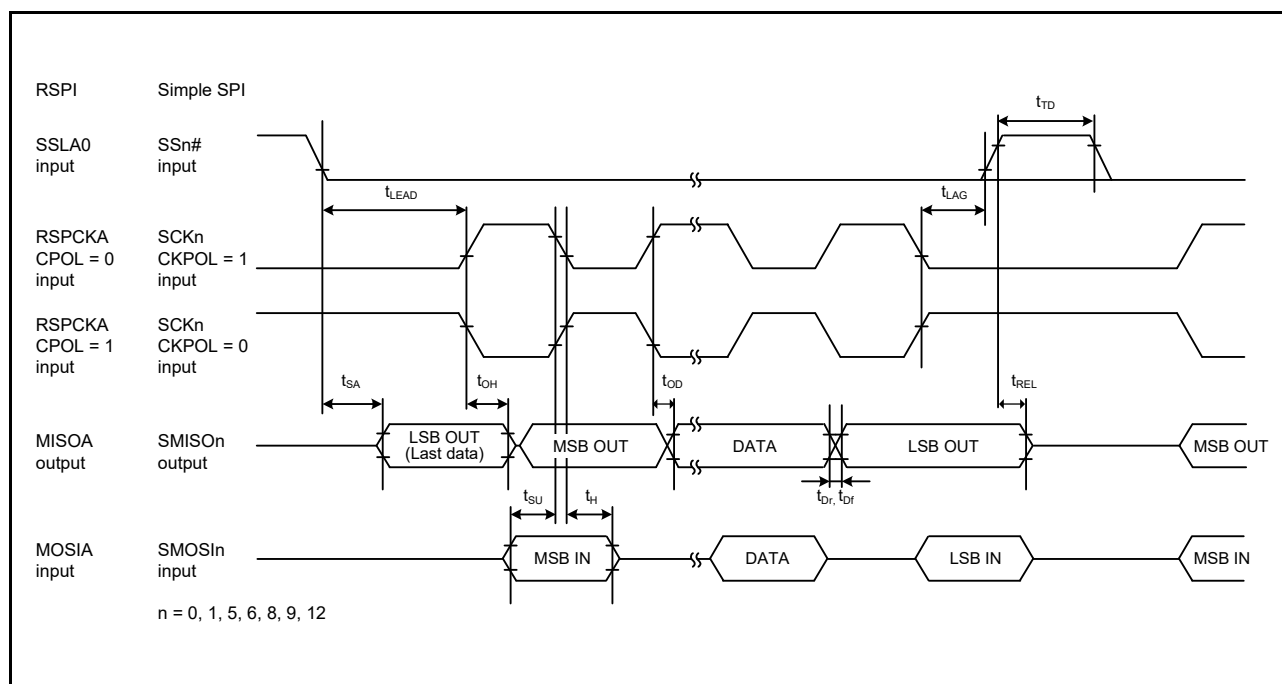 RSPI Simple SPI
tTD
SSLA0 SSn#
input input
tLEAD tLAG
RSPCKA SCKn
CPOL = 0 CKPOL = 1
input input
RSPCKA SCKn
CPOL = 1 CKPOL = 0
input input
tSA tOH tOD tREL
MISOA SMISOn
output output
LSB OUT
(Last data)
MSB OUT DATA LSB OUT MSB OUT
tSU tH tDr, tDf
MOSIA SMOSIn
input input
MSB IN DATA LSB IN MSB IN
n = 0, 1, 5, 6, 8, 9, 12